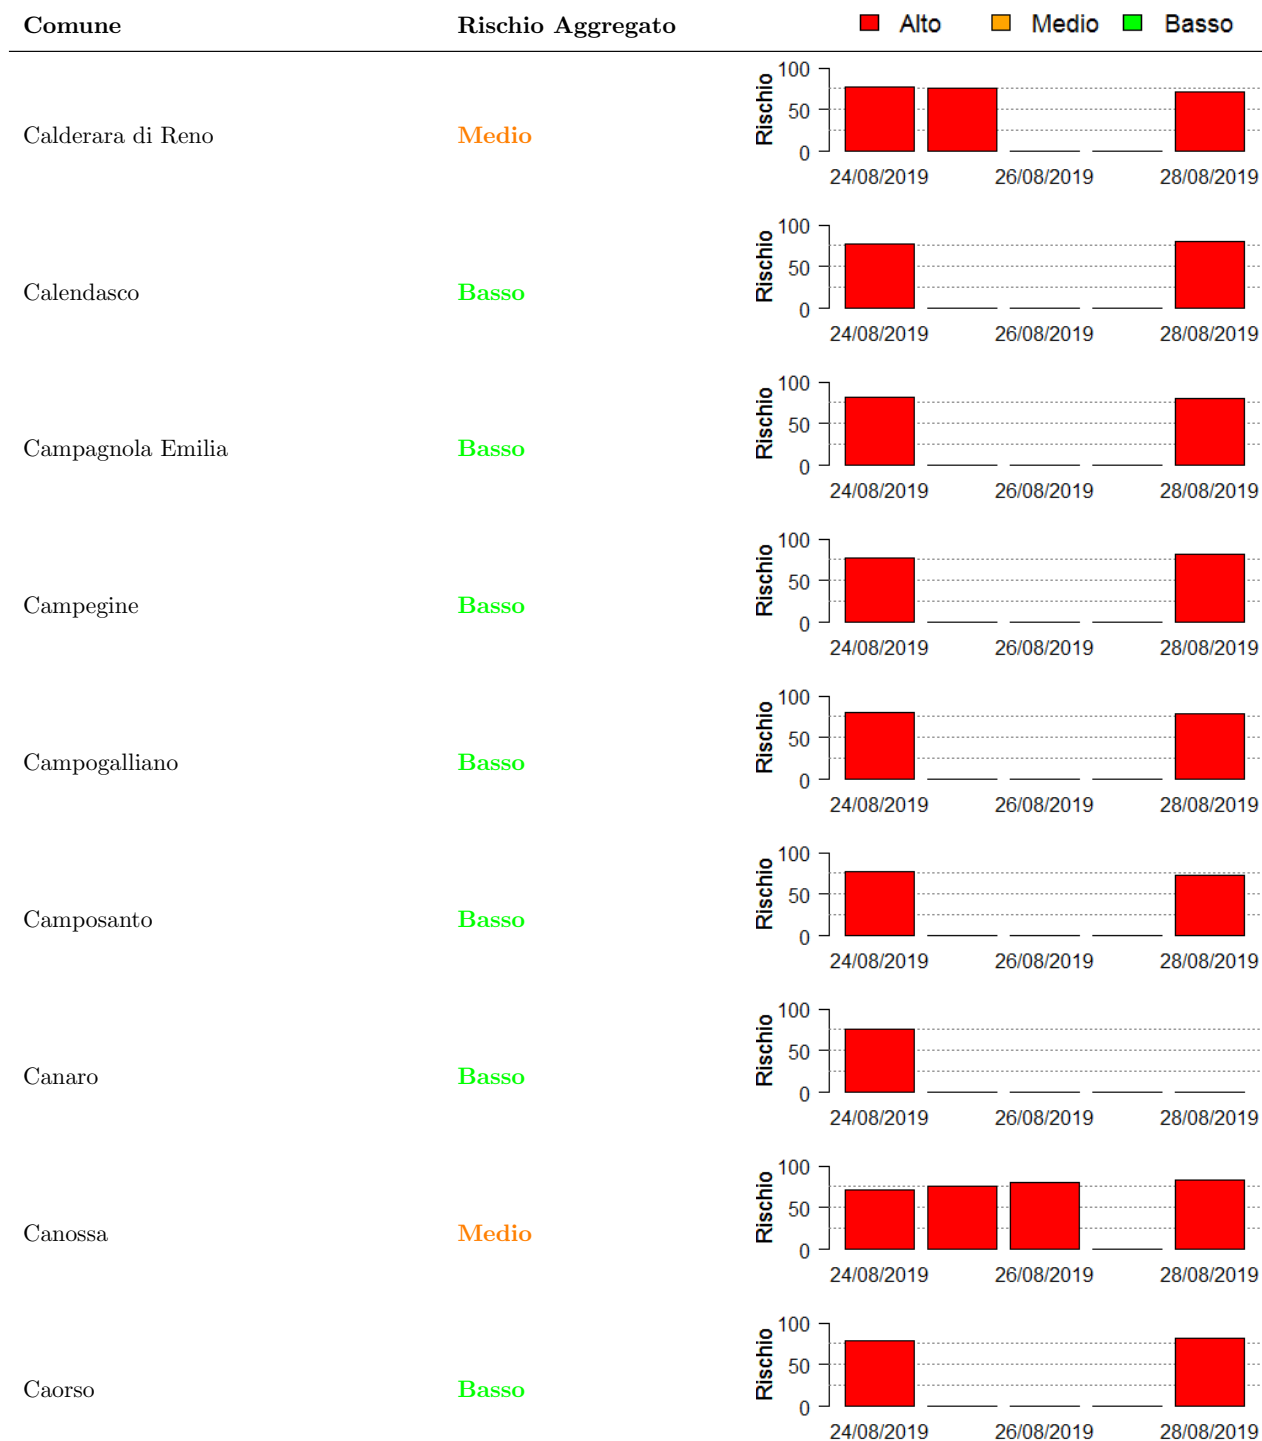 Comune Rischio Aggregato Alto Medio Basso
Calderara di Reno Medio Rischio 100 50 0
24/08/2019 26/08/2019 28/08/2019
Calendasco Basso Rischio 100 50 0
24/08/2019 26/08/2019 28/08/2019
Campagnola Emilia Basso Rischio 100 50 0
24/08/2019 26/08/2019 28/08/2019
Campegine Basso Rischio 100 50 0
24/08/2019 26/08/2019 28/08/2019
Campogalliano Basso Rischio 100 50 0
24/08/2019 26/08/2019 28/08/2019
Camposanto Basso Rischio 100 50 0
24/08/2019 26/08/2019 28/08/2019
Canaro Basso Rischio 100 50 0
24/08/2019 26/08/2019 28/08/2019
Canossa Medio Rischio 100 50 0
24/08/2019 26/08/2019 28/08/2019
Caorso Basso Rischio 100 50 0
24/08/2019 26/08/2019 28/08/2019